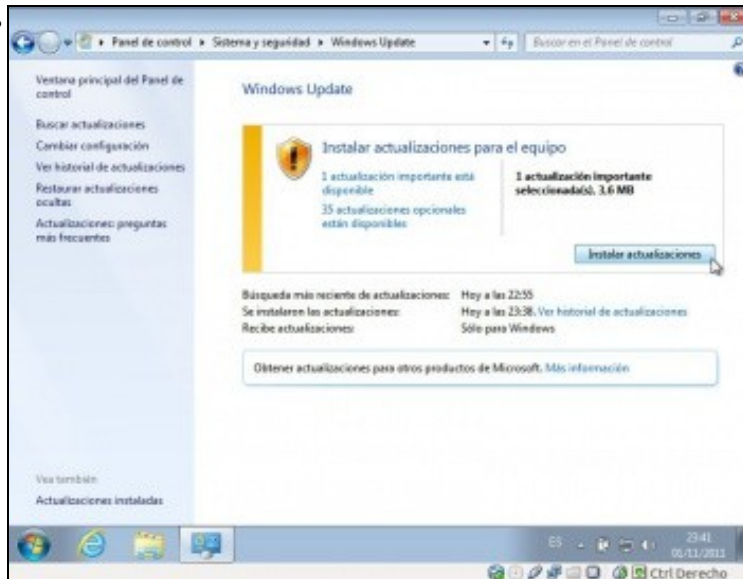 Panel de control ▸ Sistema y seguridad ▸ Windows Update
Buscar en el Panel de control
Ventana principal del Panel de
control
Buscar actualizaciones
Cambiar configuración
Ver historial de actualizaciones
Restaurar actualizaciones
ocultas
Actualizaciones: preguntas
más frecuentes
Windows Update
Instalar actualizaciones para el equipo
1 actualización importante está
disponible
35 actualizaciones opcionales
están disponibles
1 actualización importante
seleccionada(s), 3,6 MB
Instalar actualizaciones
Búsqueda más reciente de actualizaciones: Hoy a las 22:55
Se instalaron las actualizaciones: Hoy a las 23:38. Ver historial de actualizaciones
Recibe actualizaciones: Sólo para Windows
Obtener actualizaciones para otros productos de Microsoft. Más información
Vea también
Actualizaciones instaladas
ES
23:41
01/11/2011
Ctrl Derecho